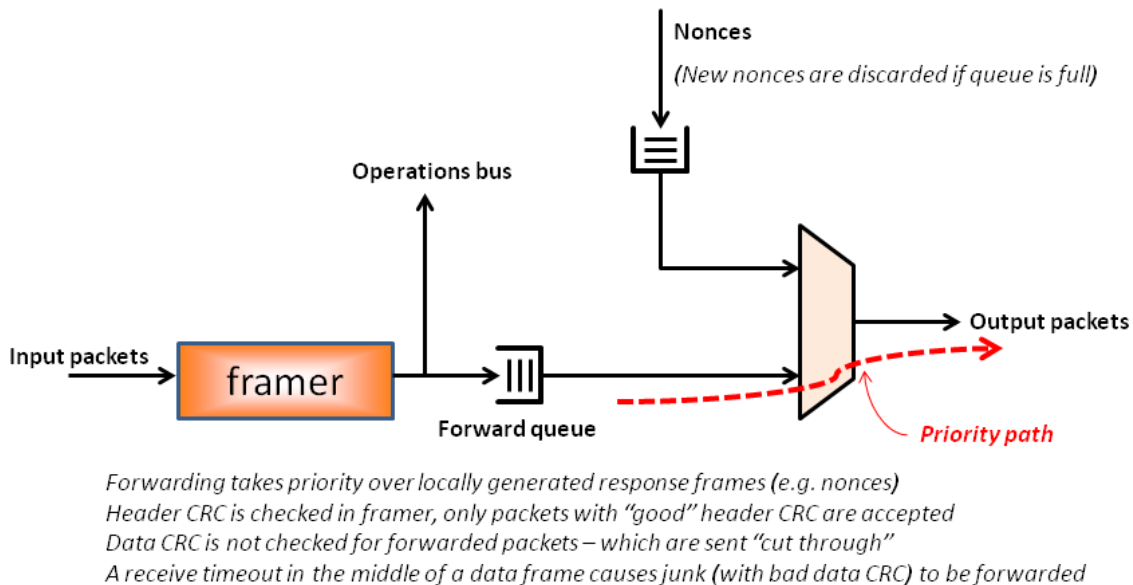 Nonces
(New nonces are discarded if queue is full)
Operations bus
Input packets
framer
Forward queue
Output packets
Priority path
Forwarding takes priority over locally generated response frames (e.g. nonces)
Header CRC is checked in framer, only packets with “good” header CRC are accepted
Data CRC is not checked for forwarded packets – which are sent “cut through”
A receive timeout in the middle of a data frame causes junk (with bad data CRC) to be forwarded